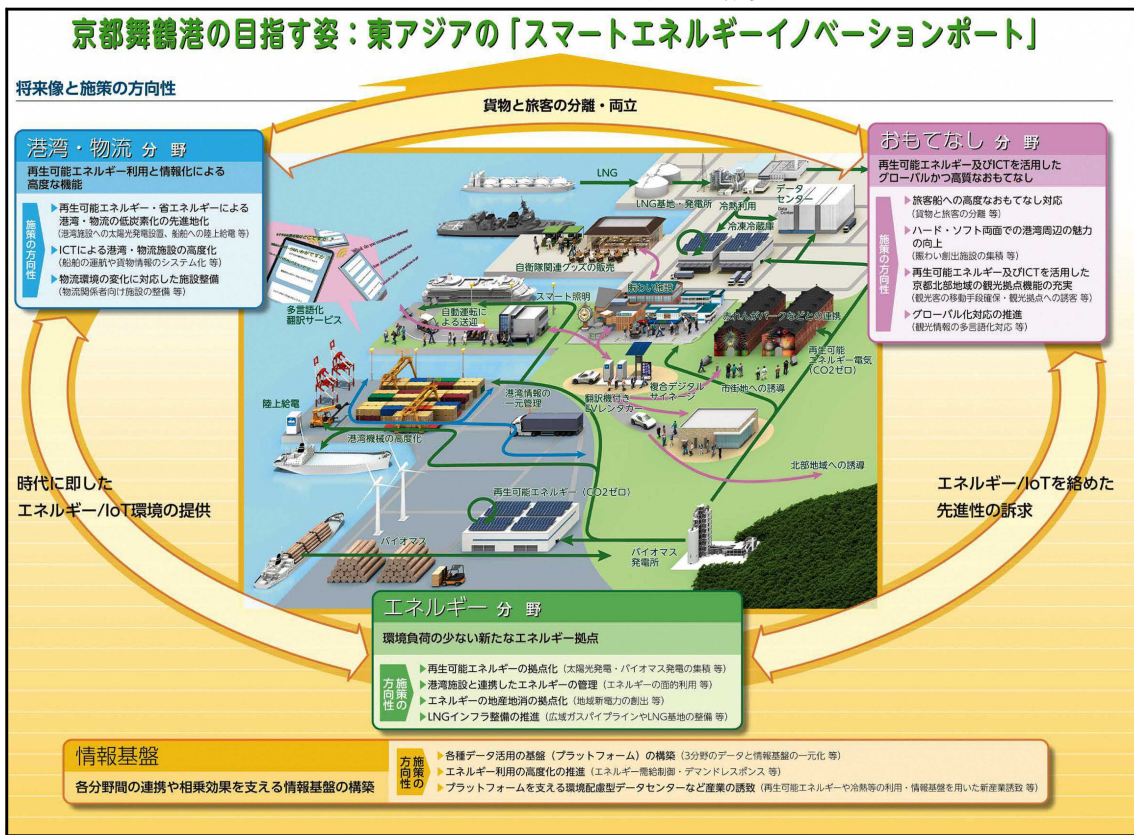 京都舞鶴港の目指す姿：東アジアの「スマートエネルギーイノベーションポート」
将来像と施策の方向性
貨物と旅客の分離・両立
港湾・物流 分野
再生可能エネルギー利用と情報化による
高度な機能
施策の方向性
▶再生可能エネルギー・省エネルギーによる
港湾・物流の低炭素化の先進地化
(港湾施設への太陽光発電設置、船舶への陸上給電 等)
▶ICTによる港湾・物流施設の高度化
(船舶の運航や貨物情報のシステム化 等)
▶物流環境の変化に対応した施設整備
(物流関係者向け施設の整備 等)
おもてなし 分野
再生可能エネルギー及びICTを活用した
グローバルかつ高質なおもてなし
施策の方向性
▶旅客船への高度なおもてなし対応
(貨物と旅客の分離 等)
▶ハード・ソフト両面での港湾周辺の魅力
の向上
(賑わい創出施設の集積 等)
▶再生可能エネルギー及びICTを活用した
京都北部地域の観光拠点機能の充実
(観光客の移動手段確保・観光拠点への誘客 等)
▶グローバル化対応の推進
(観光情報の多言語化対応 等)
LNG
LNG基地・発電所
冷熱利用
データ
センター
冷凍冷蔵庫
自衛隊関連グッズの販売
スマート照明
賑わい施設
多言語化
翻訳サービス
自動運転に
よる送迎
赤れんがパークなどとの連携
再生可能
エネルギー電気
(CO2ゼロ)
陸上給電
港湾情報の
一元管理
翻訳機付き
EVレンタカー
複合デジタル
サイネージ
市街地への誘導
港湾機械の高度化
北部地域への誘導
再生可能エネルギー（CO2ゼロ）
バイオマス
バイオマス
発電所
時代に即した
エネルギー/IoT環境の提供
エネルギー/IoTを絡めた
先進性の訴求
エネルギー 分野
環境負荷の少ない新たなエネルギー拠点
施策の方向性
▶再生可能エネルギーの拠点化（太陽光発電・バイオマス発電の集積 等）
▶港湾施設と連携したエネルギーの管理（エネルギーの面的利用 等）
▶エネルギーの地産地消の拠点化（地域新電力の創出 等）
▶LNGインフラ整備の推進（広域ガスパイプラインやLNG基地の整備 等）
情報基盤
各分野間の連携や相乗効果を支える情報基盤の構築
施策の方向性
▶各種データ活用の基盤（プラットフォーム）の構築（3分野のデータと情報基盤の一元化 等）
▶エネルギー利用の高度化の推進（エネルギー需給制御・デマンドレスポンス 等）
▶プラットフォームを支える環境配慮型データセンターなど産業の誘致（再生可能エネルギーや冷熱等の利用・情報基盤を用いた新産業誘致 等）